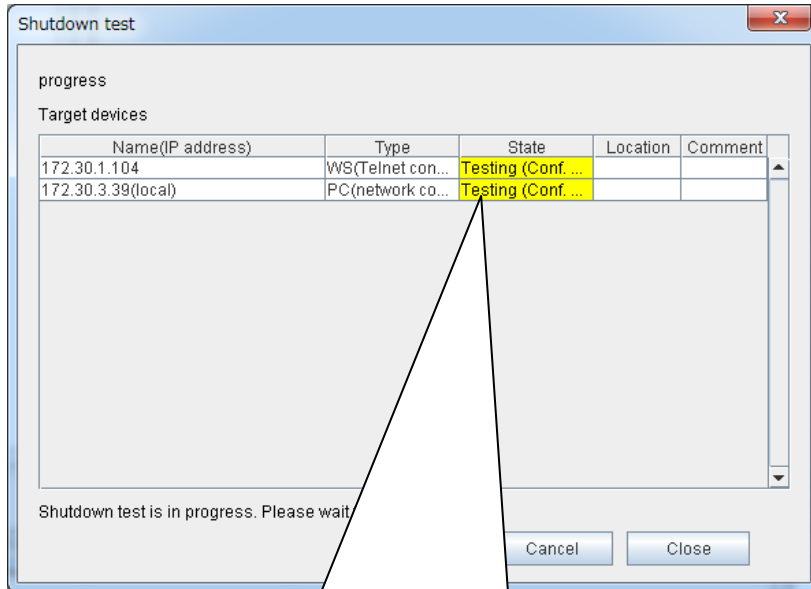 Shutdown test
progress
Target devices
Name(IP address) Type State Location Comment
172.30.1.104 WS(Telnet con... Testing (Conf. ...
172.30.3.39(local) PC(network co... Testing (Conf. ...
Shutdown test is in progress. Please wait
Cancel Close